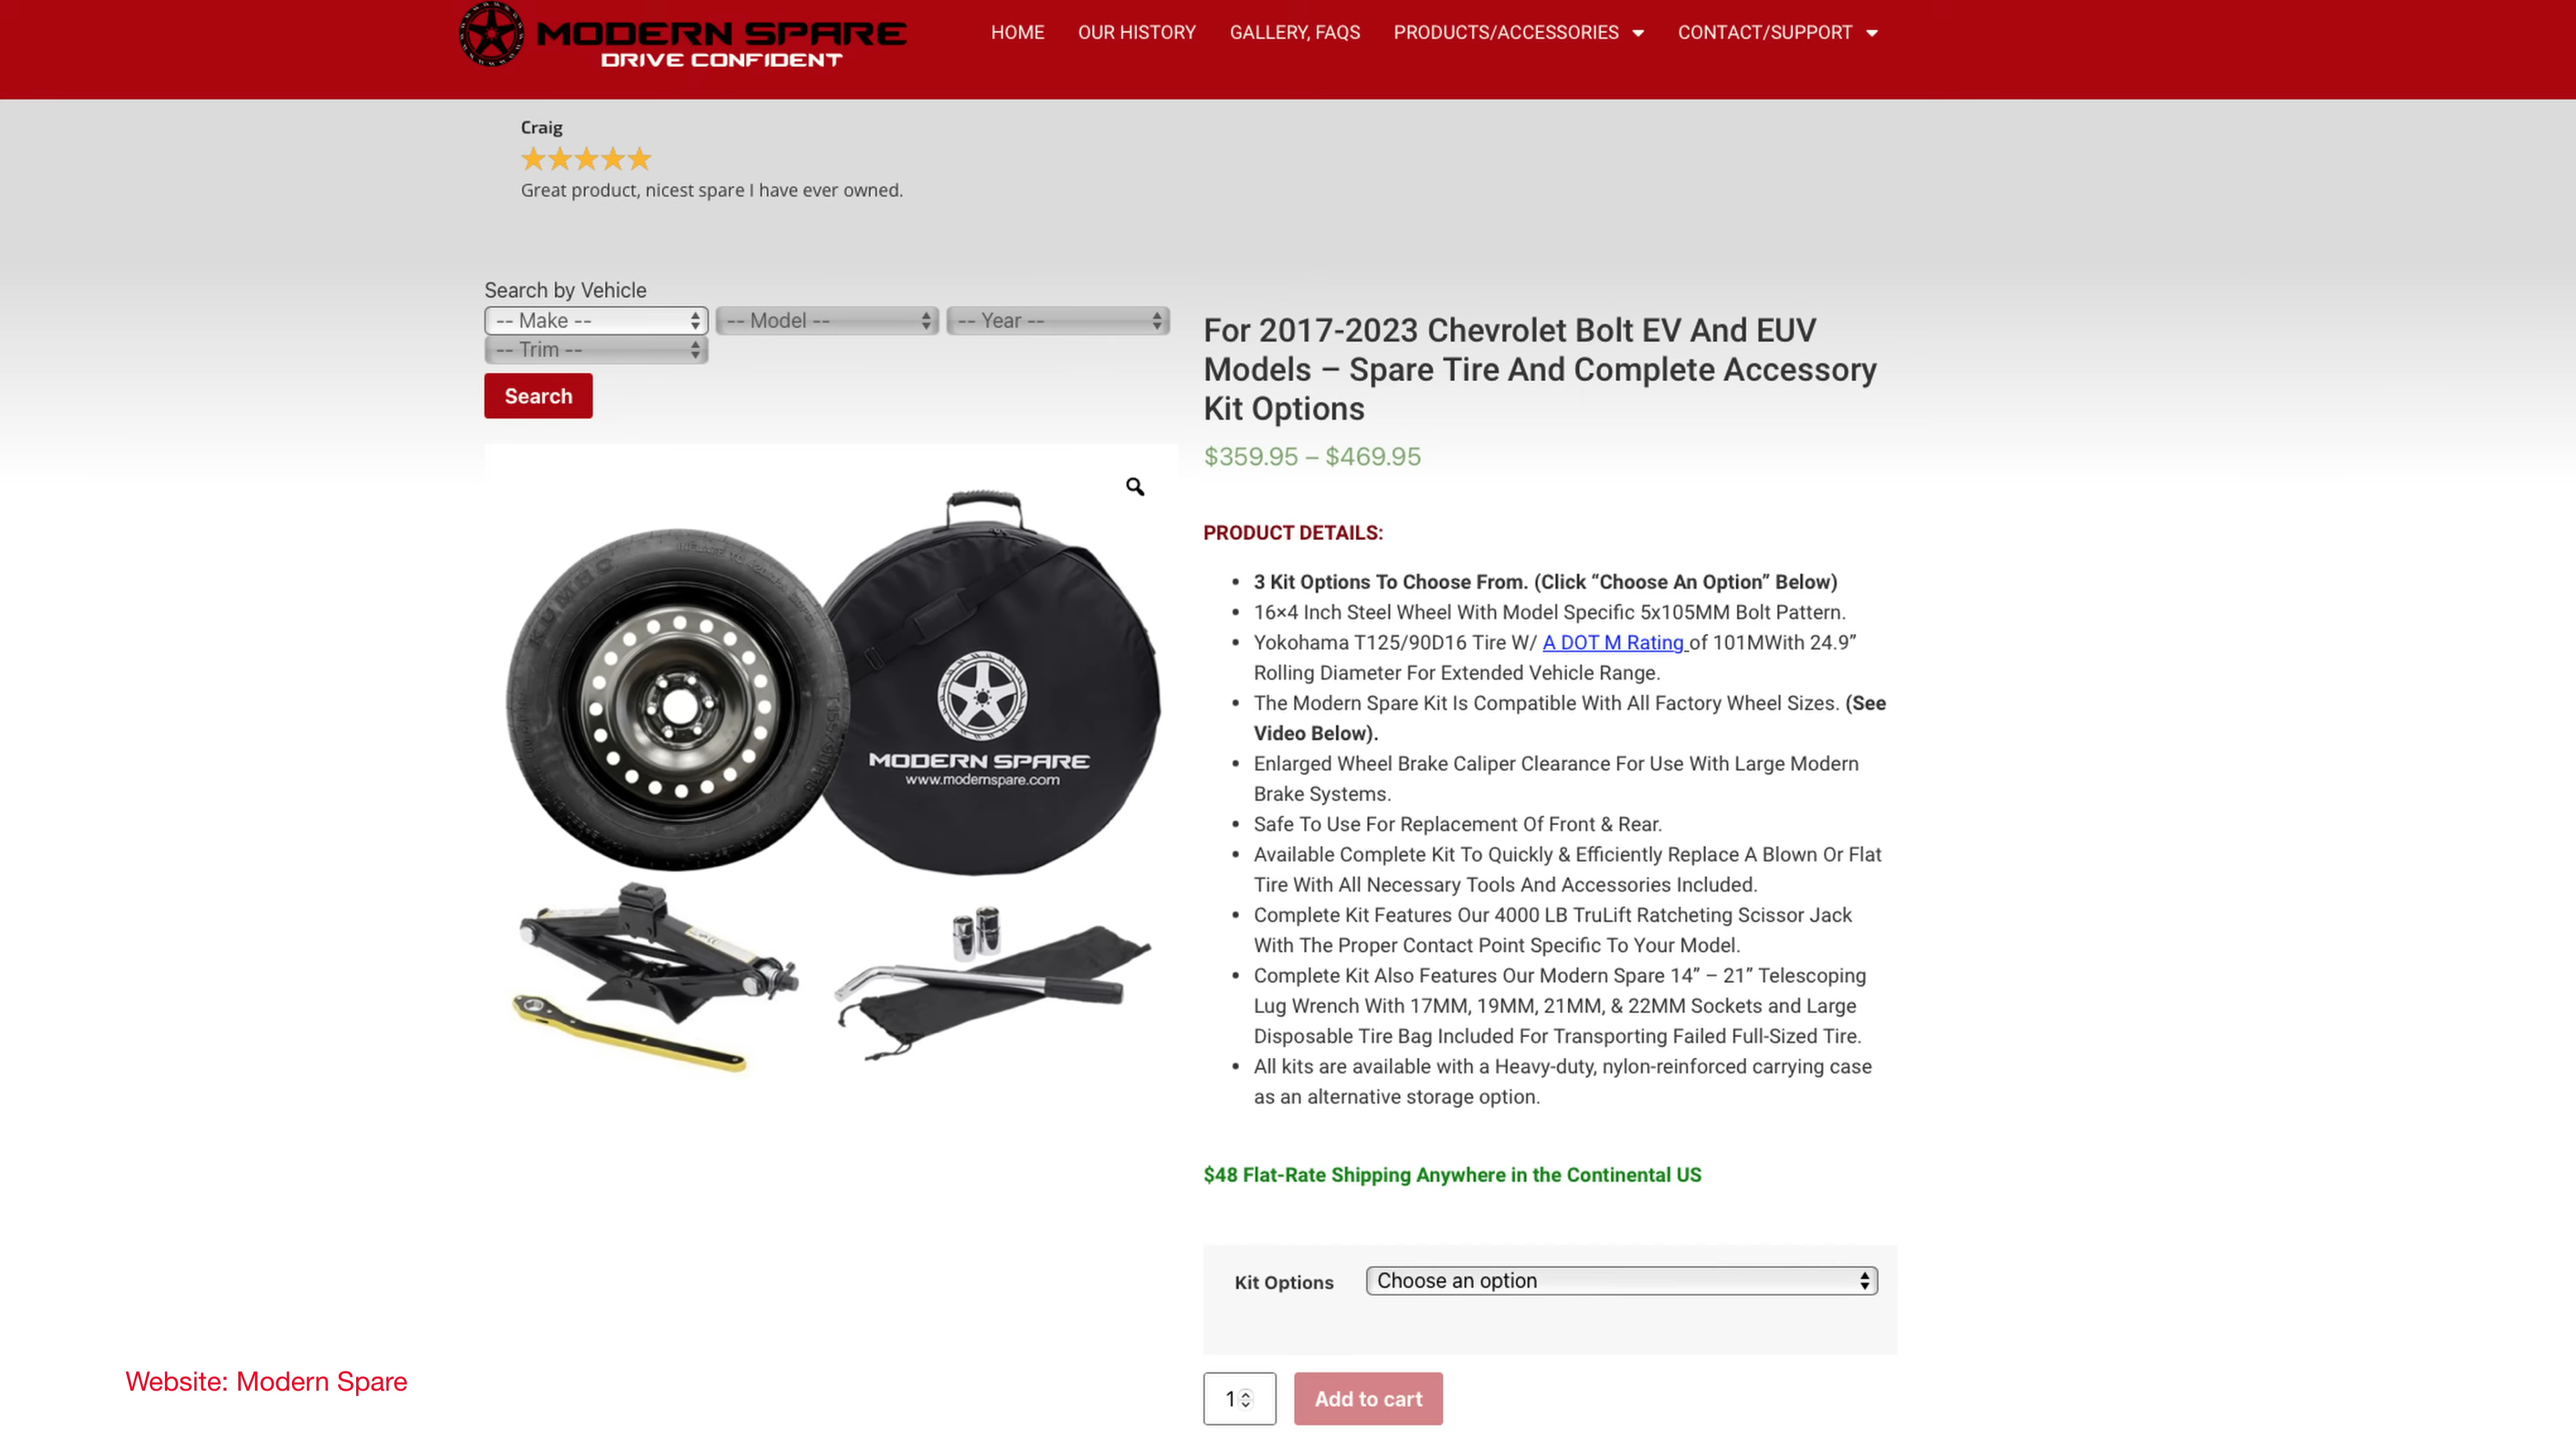 MODERN SPARE
DRIVE CONFIDENT
HOME
OUR HISTORY
GALLERY, FAQS
PRODUCTS/ACCESSORIES
CONTACT/SUPPORT
Craig
Great product, nicest spare I have ever owned.
Search by Vehicle
-- Make --
-- Model --
-- Year --
-- Trim --
Search
MODERN SPARE
www.modernspare.com
For 2017-2023 Chevrolet Bolt EV And EUV
Models – Spare Tire And Complete Accessory
Kit Options
$359.95 – $469.95
PRODUCT DETAILS:
• 3 Kit Options To Choose From. (Click “Choose An Option” Below)
• 16×4 Inch Steel Wheel With Model Specific 5x105MM Bolt Pattern.
• Yokohama T125/90D16 Tire W/ A DOT M Rating of 101MWith 24.9”
Rolling Diameter For Extended Vehicle Range.
• The Modern Spare Kit Is Compatible With All Factory Wheel Sizes. (See
Video Below).
• Enlarged Wheel Brake Caliper Clearance For Use With Large Modern
Brake Systems.
• Safe To Use For Replacement Of Front & Rear.
• Available Complete Kit To Quickly & Efficiently Replace A Blown Or Flat
Tire With All Necessary Tools And Accessories Included.
• Complete Kit Features Our 4000 LB TruLift Ratcheting Scissor Jack
With The Proper Contact Point Specific To Your Model.
• Complete Kit Also Features Our Modern Spare 14” – 21” Telescoping
Lug Wrench With 17MM, 19MM, 21MM, & 22MM Sockets and Large
Disposable Tire Bag Included For Transporting Failed Full-Sized Tire.
• All kits are available with a Heavy-duty, nylon-reinforced carrying case
as an alternative storage option.
$48 Flat-Rate Shipping Anywhere in the Continental US
Kit Options
Choose an option
1
Add to cart
Website: Modern Spare